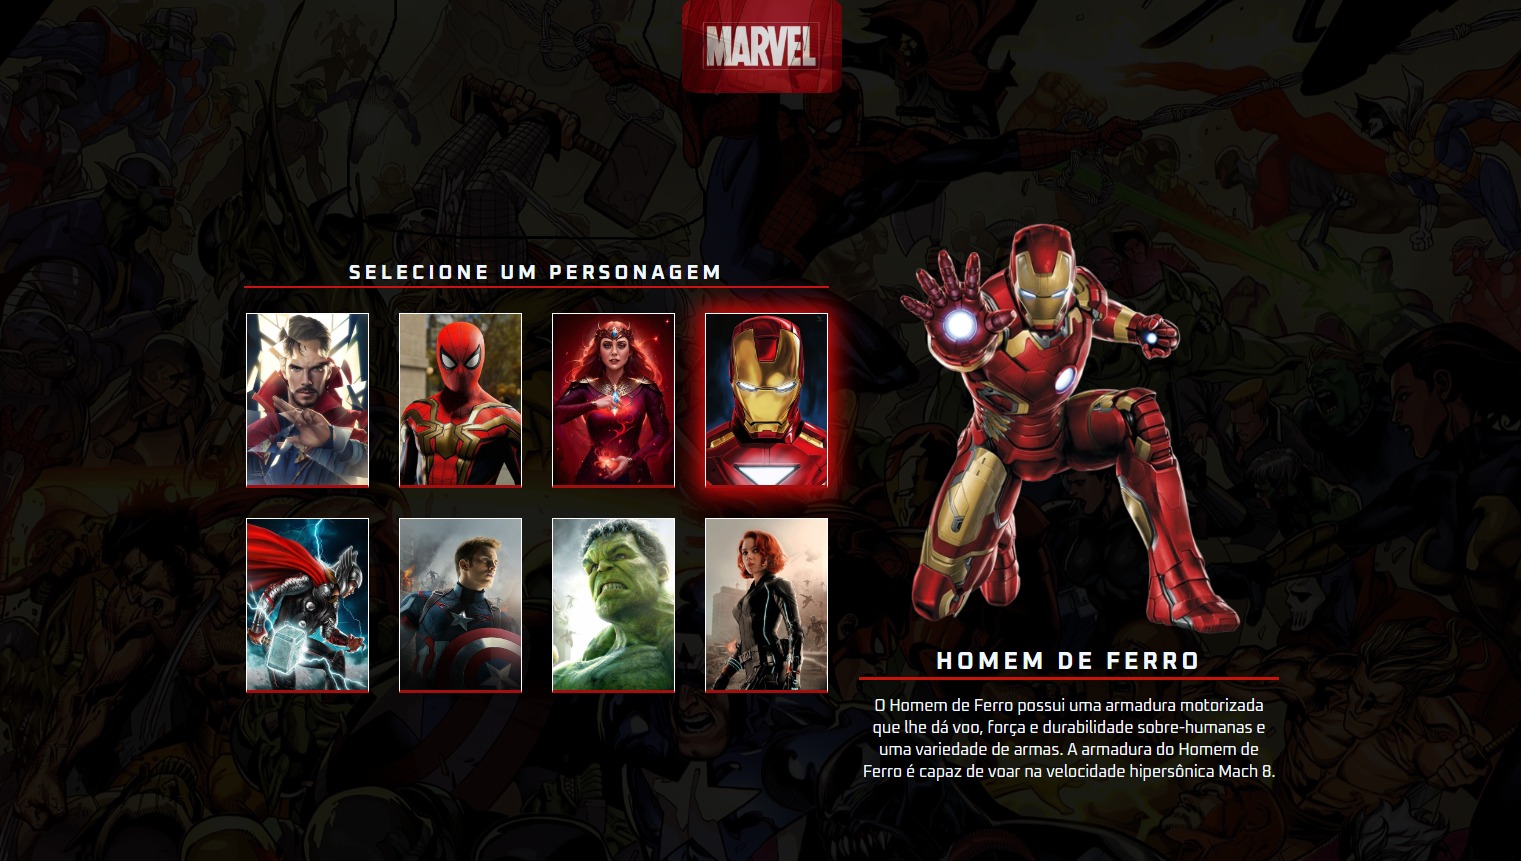 MARVEL
SELECIONE UM PERSONAGEM
HOMEM DE FERRO
O Homem de Ferro possui uma armadura motorizada
que lhe dá voo, força e durabilidade sobre-humanas e
uma variedade de armas. A armadura do Homem de
Ferro é capaz de voar na velocidade hipersônica Mach 8.